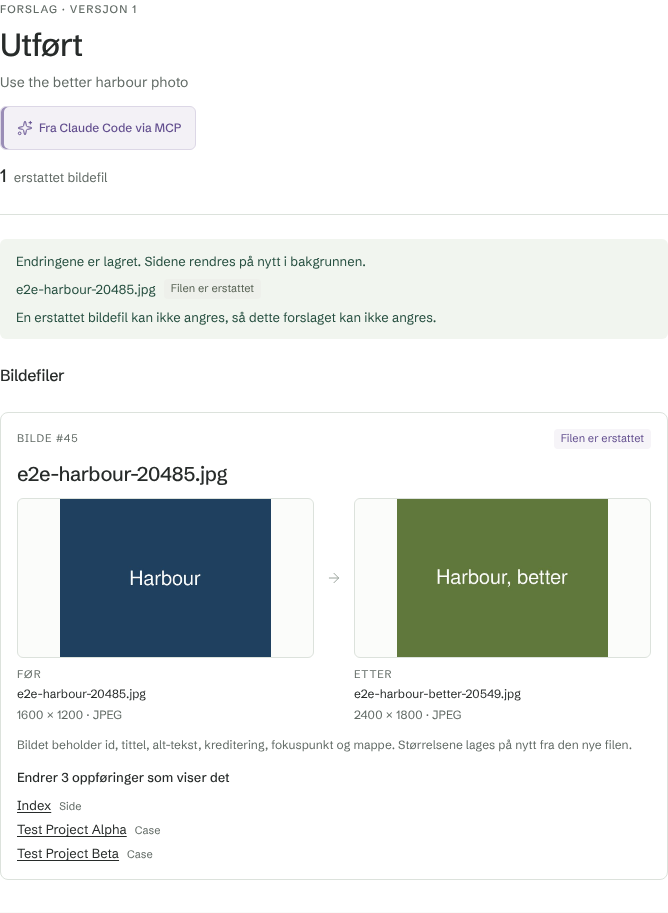 FORSLAG · VERSJON 1
Utført
Use the better harbour photo
Fra Claude Code via MCP
1 erstattet bildefil
Endringene er lagret. Sidene rendres på nytt i bakgrunnen.
e2e-harbour-20485.jpg Filen er erstattet
En erstattet bildefil kan ikke angres, så dette forslaget kan ikke angres.
Bildefiler
BILDE #45 Filen er erstattet
e2e-harbour-20485.jpg
Harbour → Harbour, better
FØR ETTER
e2e-harbour-20485.jpg e2e-harbour-better-20549.jpg
1600 × 1200 · JPEG 2400 × 1800 · JPEG
Bildet beholder id, tittel, alt-tekst, kreditering, fokuspunkt og mappe. Størrelsene lages på nytt fra den nye filen.
Endrer 3 oppføringer som viser det
Index Side
Test Project Alpha Case
Test Project Beta Case